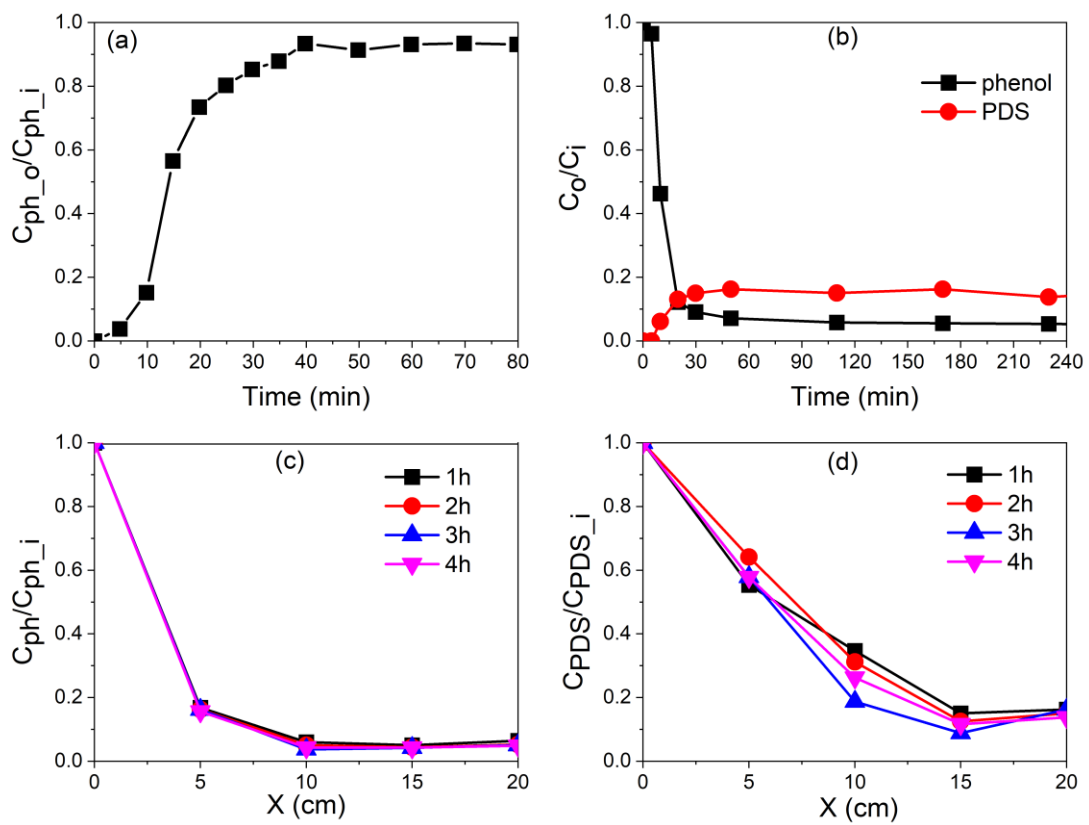 (a)
1.0
0.8
0.6
0.4
0.2
0.0
Cph_o/Cph_i
0 10 20 30 40 50 60 70 80
Time (min)
(b)
phenol
PDS
1.0
0.8
0.6
0.4
0.2
0.0
Co/Ci
0 30 60 90 120 150 180 210 240
Time (min)
(c)
1h
2h
3h
4h
1.0
0.8
0.6
0.4
0.2
0.0
Cph/Cph_i
0 5 10 15 20
X (cm)
(d)
1h
2h
3h
4h
1.0
0.8
0.6
0.4
0.2
0.0
CPDS/CPDS_i
0 5 10 15 20
X (cm)